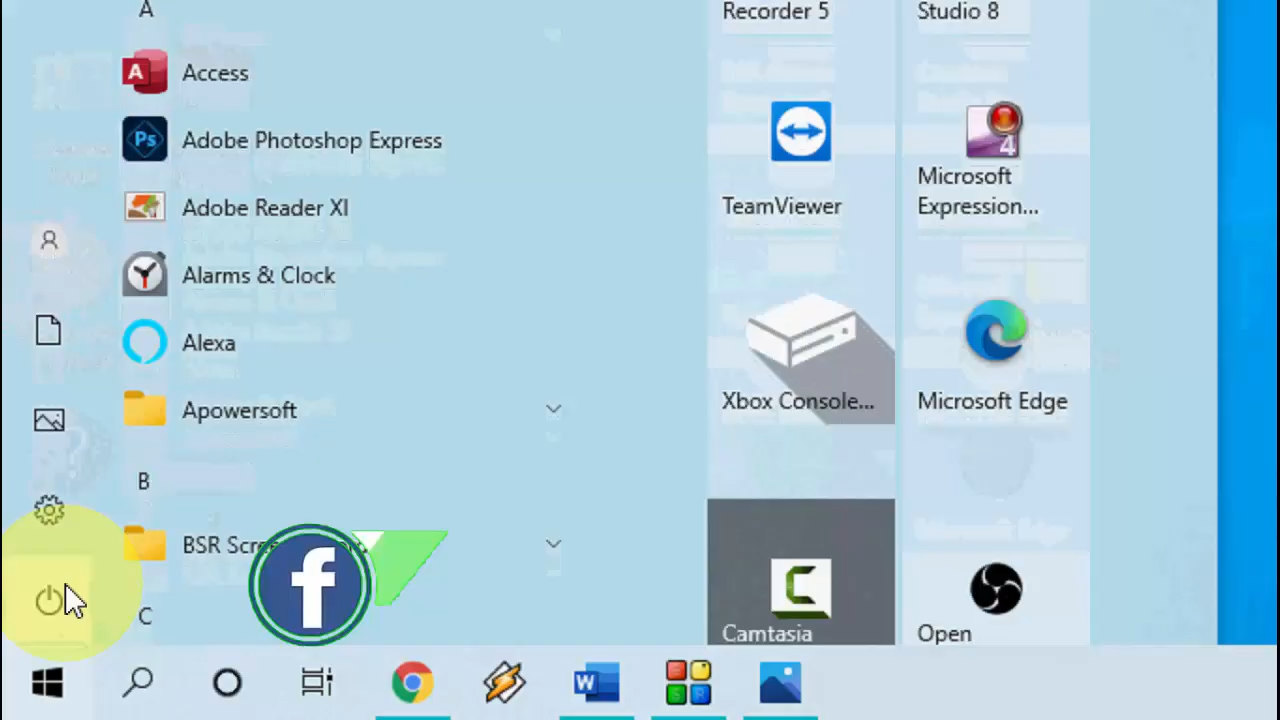 A
Access
Adobe Photoshop Express
Adobe Reader XI
Alarms & Clock
Alexa
Apowersoft
B
BSR
C
Recorder 5
Studio 8
TeamViewer
Microsoft
Expression...
Xbox Console...
Microsoft Edge
Camtasia
Open